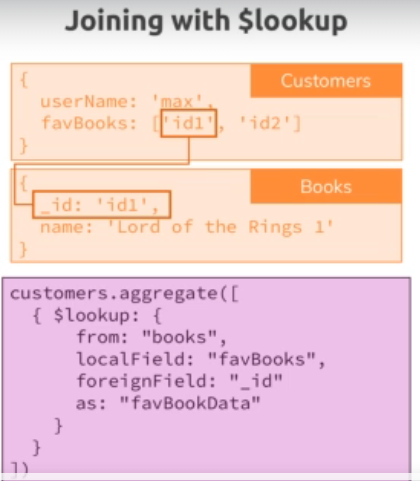 Joining with $lookup
Customers
{
userName: 'max',
favBooks: ['id1', 'id2']
}
Books
{
_id: 'id1',
name: 'Lord of the Rings 1'
}
customers.aggregate([
{ $lookup: {
from: "books",
localField: "favBooks",
foreignField: "_id"
as: "favBookData"
}
}
])